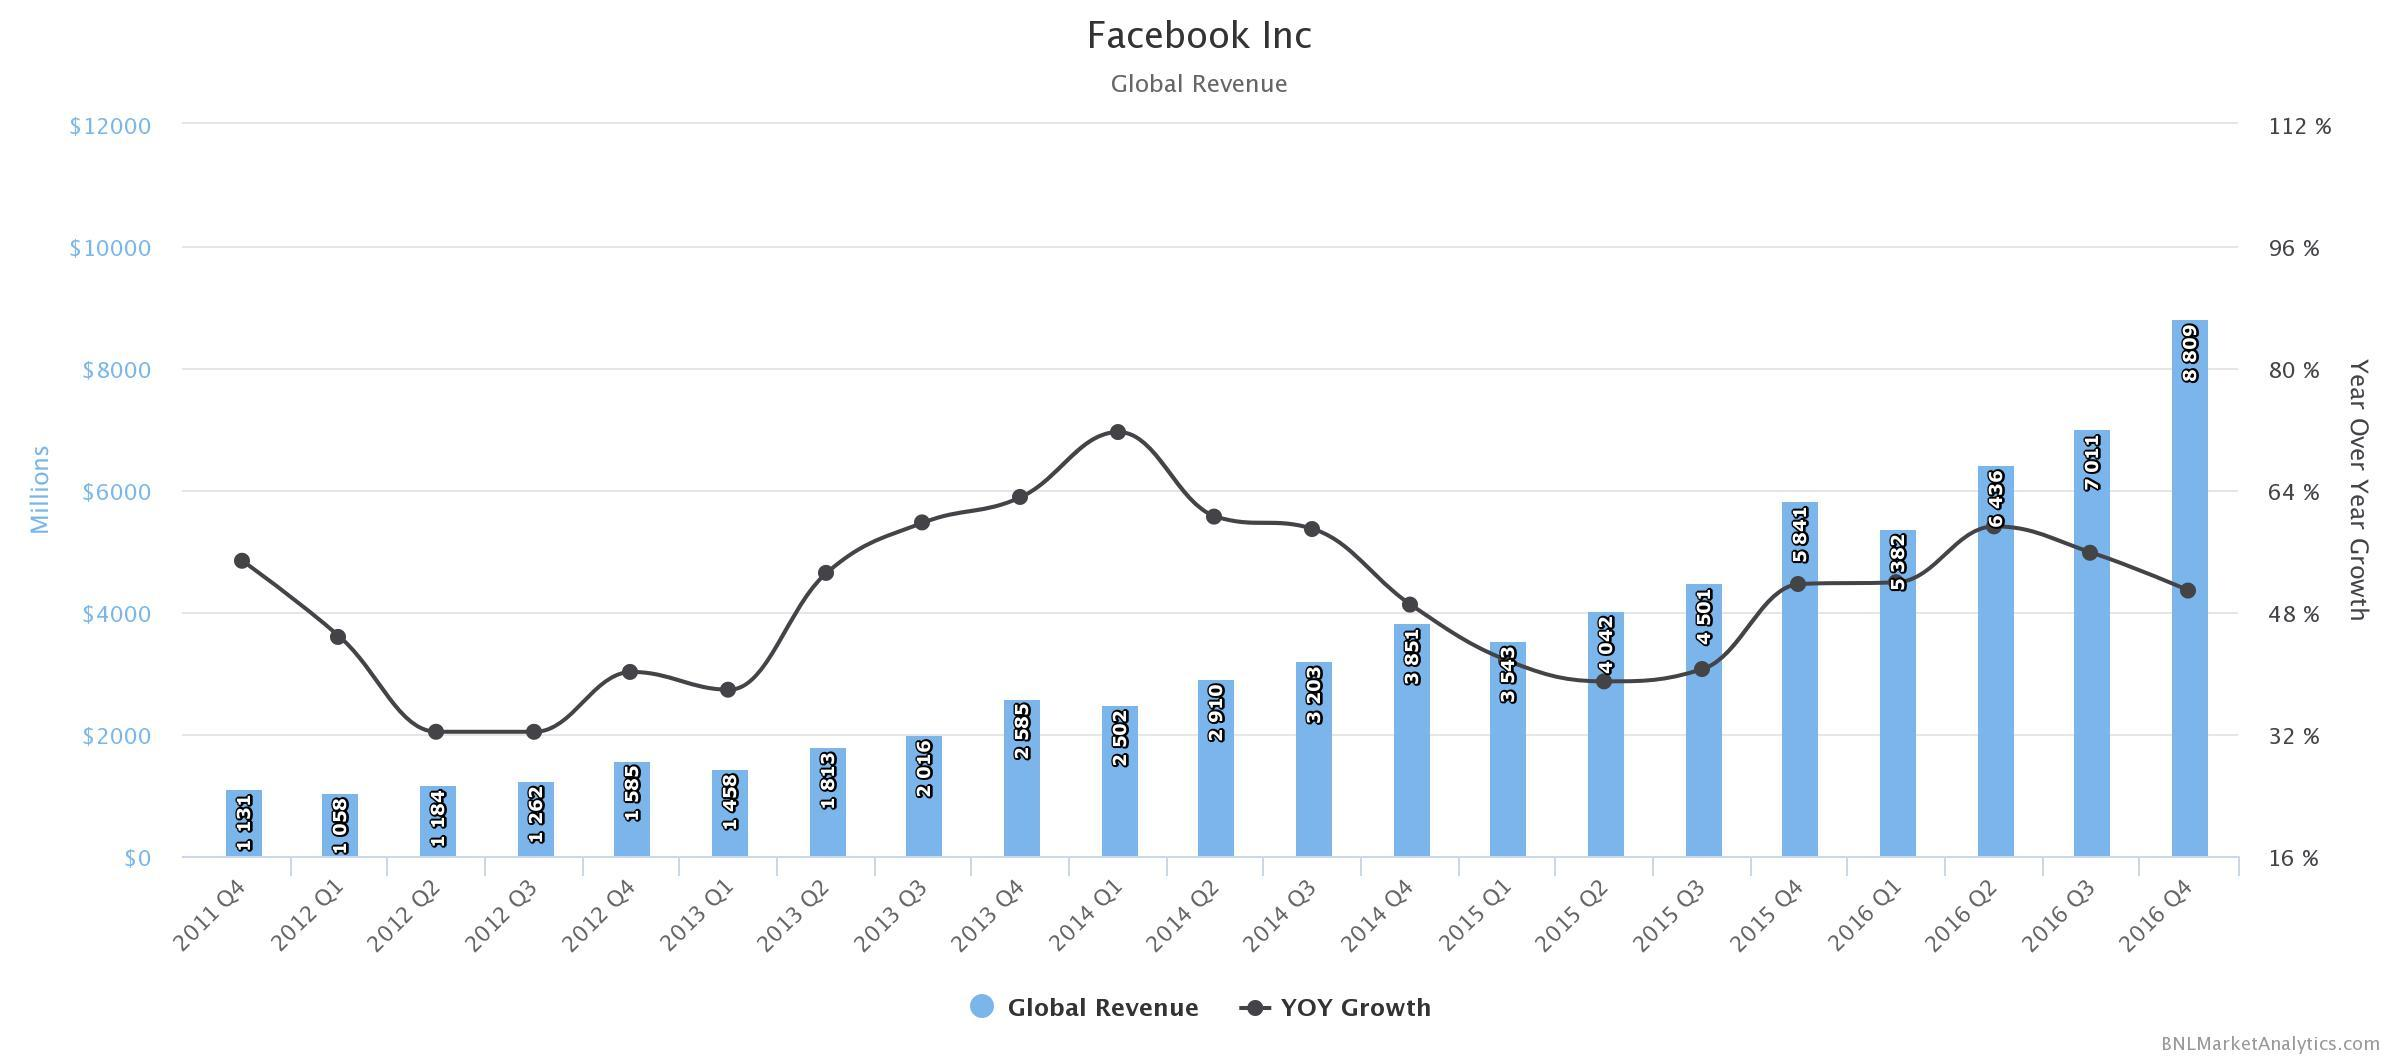 Facebook Inc
Global Revenue
$12000
$10000
$8000
$6000
$4000
$2000
$0
Millions
112 %
96 %
80 %
64 %
48 %
32 %
16 %
Year Over Year Growth
1 131
1 058
1 184
1 262
1 585
1 458
1 813
2 016
2 585
2 502
2 910
3 203
3 851
3 543
4 042
4 501
5 841
5 382
6 436
7 011
8 809
2011 Q4
2012 Q1
2012 Q2
2012 Q3
2012 Q4
2013 Q1
2013 Q2
2013 Q3
2013 Q4
2014 Q1
2014 Q2
2014 Q3
2014 Q4
2015 Q1
2015 Q2
2015 Q3
2015 Q4
2016 Q1
2016 Q2
2016 Q3
2016 Q4
Global Revenue
YOY Growth
BNLMarketAnalytics.com